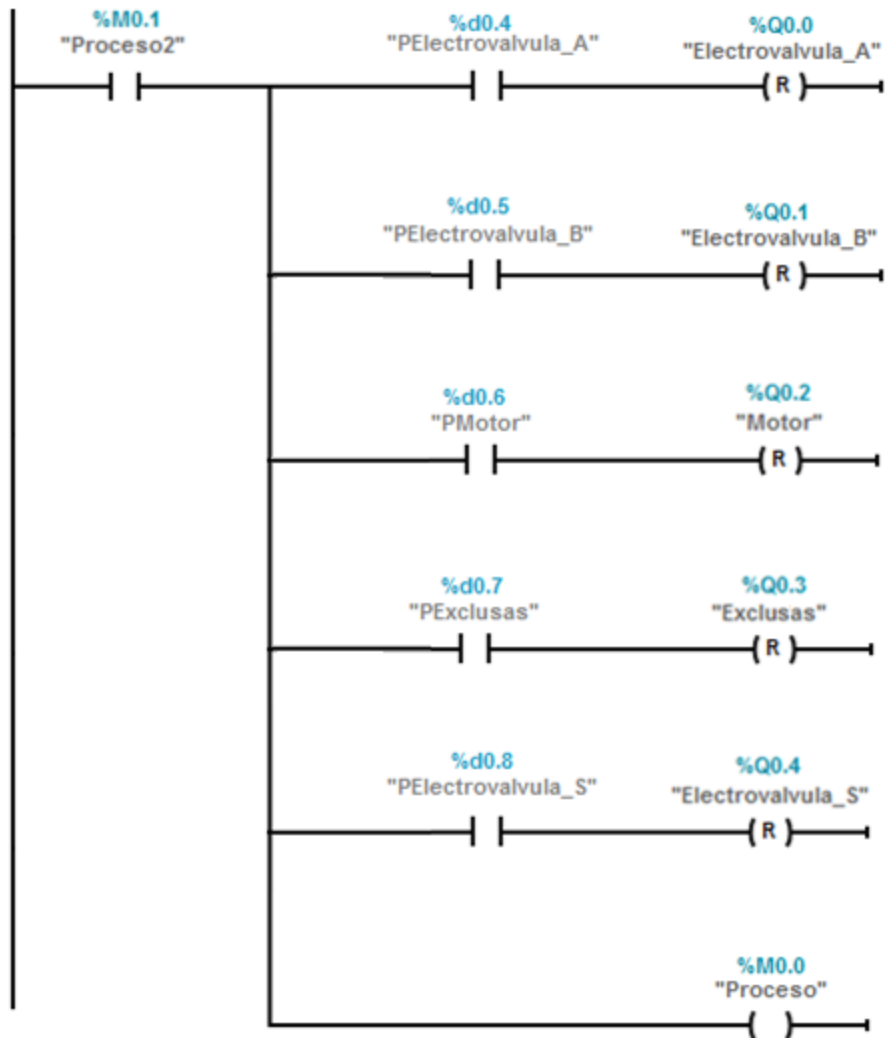 %M0.1
"Proceso2"
%d0.4
"PElectrovalvula_A"
%Q0.0
"Electrovalvula_A"
( R )
%d0.5
"PElectrovalvula_B"
%Q0.1
"Electrovalvula_B"
( R )
%d0.6
"PMotor"
%Q0.2
"Motor"
( R )
%d0.7
"PExclusas"
%Q0.3
"Exclusas"
( R )
%d0.8
"PElectrovalvula_S"
%Q0.4
"Electrovalvula_S"
( R )
%M0.0
"Proceso"
( )